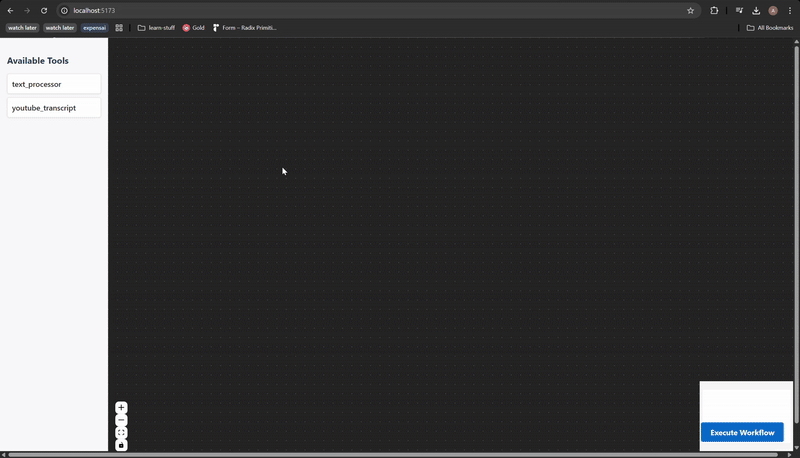 localhost:5173
watch later
watch later
expensai
learn-stuff
Gold
Form – Radix Primiti...
All Bookmarks
Available Tools
text_processor
youtube_transcript
Execute Workflow